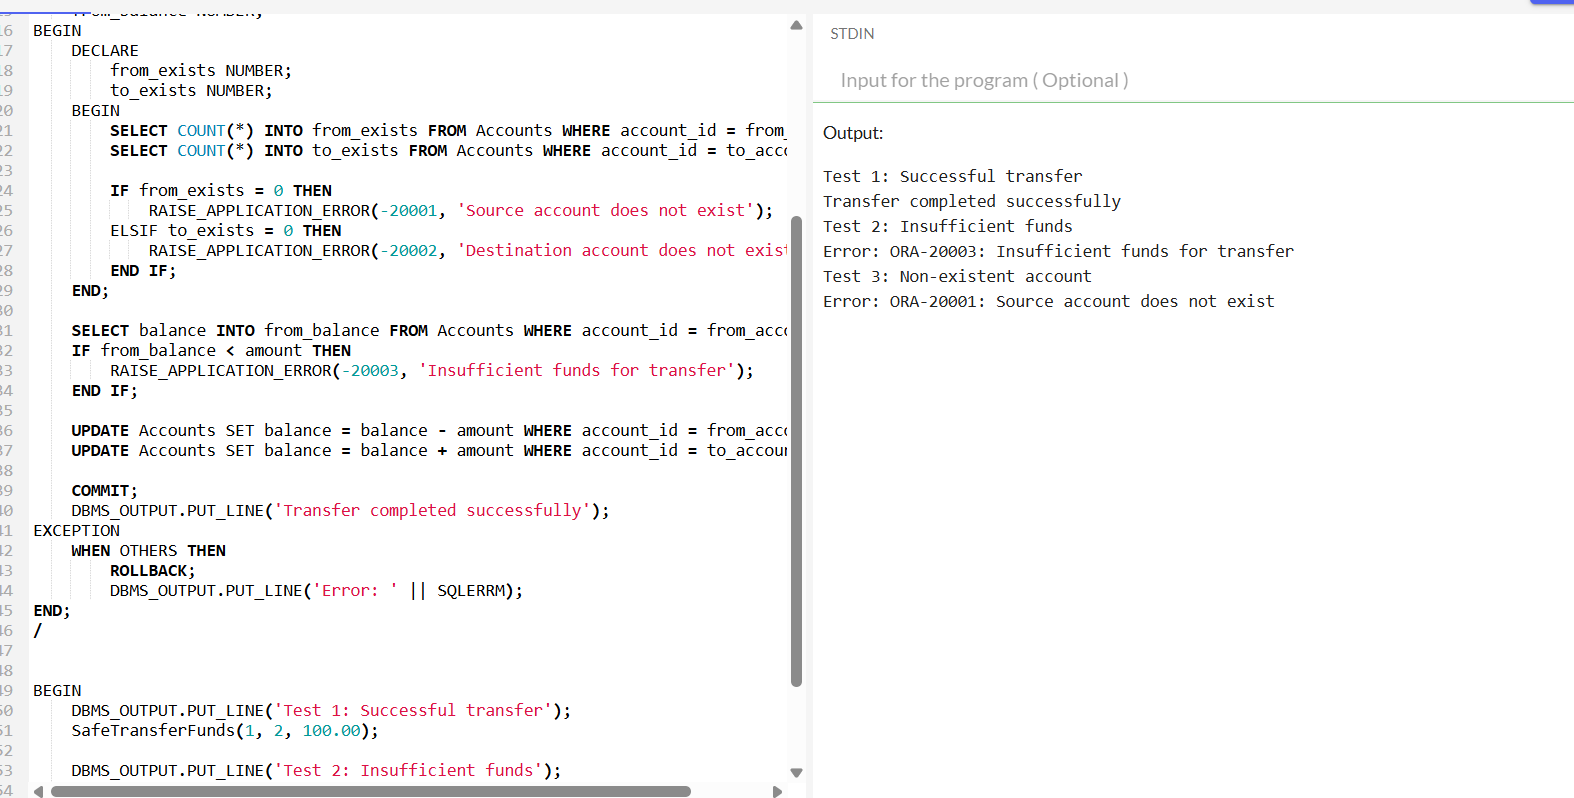 from_balance NUMBER;
16 BEGIN
17 DECLARE
18 from_exists NUMBER;
19 to_exists NUMBER;
20 BEGIN
21 SELECT COUNT(*) INTO from_exists FROM Accounts WHERE account_id = from_
22 SELECT COUNT(*) INTO to_exists FROM Accounts WHERE account_id = to_acc
23
24 IF from_exists = 0 THEN
25 RAISE_APPLICATION_ERROR(-20001, 'Source account does not exist');
26 ELSIF to_exists = 0 THEN
27 RAISE_APPLICATION_ERROR(-20002, 'Destination account does not exist
28 END IF;
29 END;
30
31 SELECT balance INTO from_balance FROM Accounts WHERE account_id = from_acc
32 IF from_balance < amount THEN
33 RAISE_APPLICATION_ERROR(-20003, 'Insufficient funds for transfer');
34 END IF;
35
36 UPDATE Accounts SET balance = balance - amount WHERE account_id = from_acc
37 UPDATE Accounts SET balance = balance + amount WHERE account_id = to_accou
38
39 COMMIT;
40 DBMS_OUTPUT.PUT_LINE('Transfer completed successfully');
41 EXCEPTION
42 WHEN OTHERS THEN
43 ROLLBACK;
44 DBMS_OUTPUT.PUT_LINE('Error: ' || SQLERRM);
45 END;
46 /
47
48
49 BEGIN
50 DBMS_OUTPUT.PUT_LINE('Test 1: Successful transfer');
51 SafeTransferFunds(1, 2, 100.00);
52
53 DBMS_OUTPUT.PUT_LINE('Test 2: Insufficient funds');
54
STDIN
Input for the program ( Optional )
Output:
Test 1: Successful transfer
Transfer completed successfully
Test 2: Insufficient funds
Error: ORA-20003: Insufficient funds for transfer
Test 3: Non-existent account
Error: ORA-20001: Source account does not exist